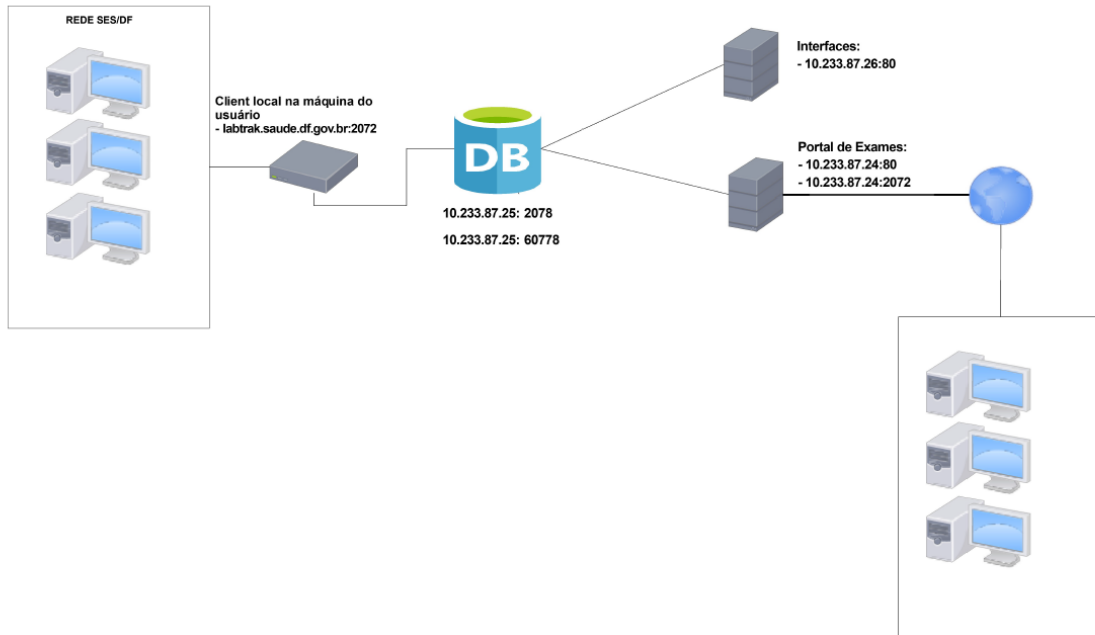 REDE SES/DF
Client local na máquina do
usuário
- labtrak.saude.df.gov.br:2072
DB
10.233.87.25: 2078
10.233.87.25: 60778
Interfaces:
- 10.233.87.26:80
Portal de Exames:
- 10.233.87.24:80
- 10.233.87.24:2072